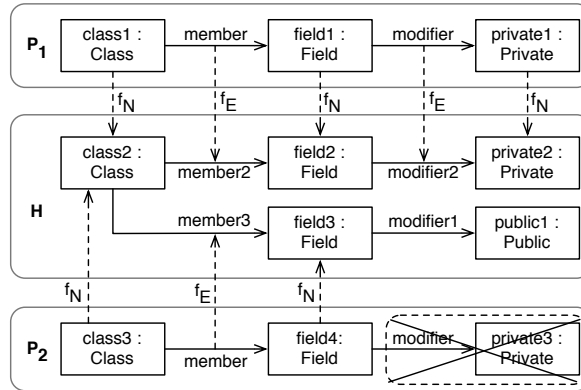 P1
class1 :
Class
member
field1 :
Field
modifier
private1 :
Private
fN
fE
fN
fE
fN
H
class2 :
Class
member2
field2 :
Field
modifier2
private2 :
Private
member3
field3 :
Field
modifier1
public1 :
Public
fN
fE
fN
P2
class3 :
Class
member
field4:
Field
modifier
private3 :
Private